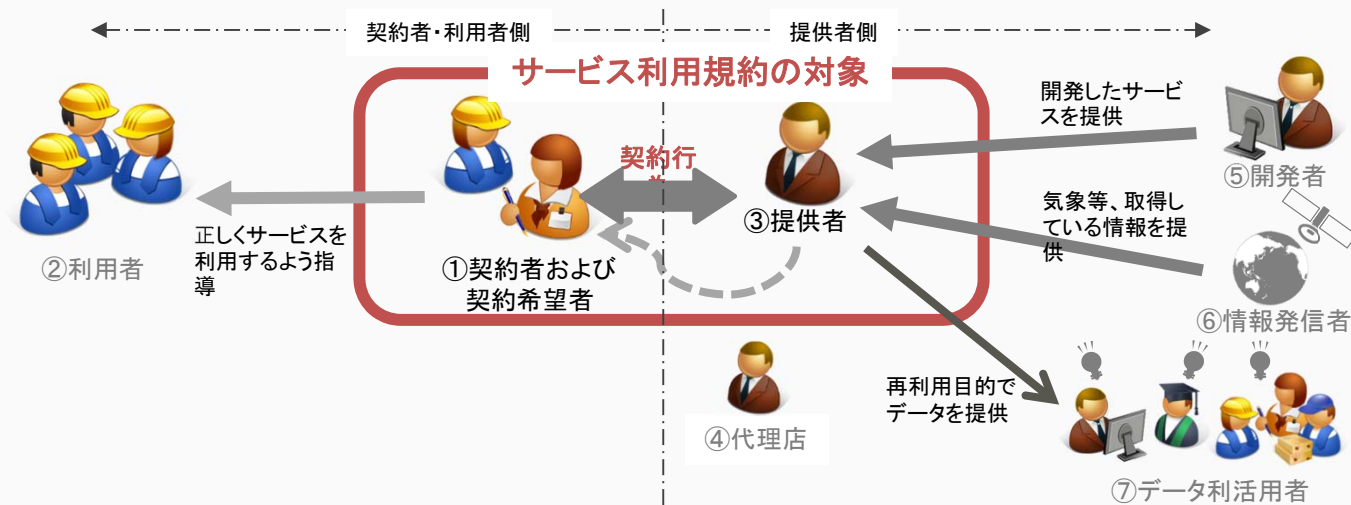 契約者・利用者側
提供者側
サービス利用規約の対象
開発したサービ
スを提供
契約行
⑤開発者
③提供者
気象等、取得し
ている情報を提
供
正しくサービスを
利用するよう指
導
②利用者
①契約者および
契約希望者
⑥情報発信者
再利用目的で
データを提供
④代理店
⑦データ利活用者